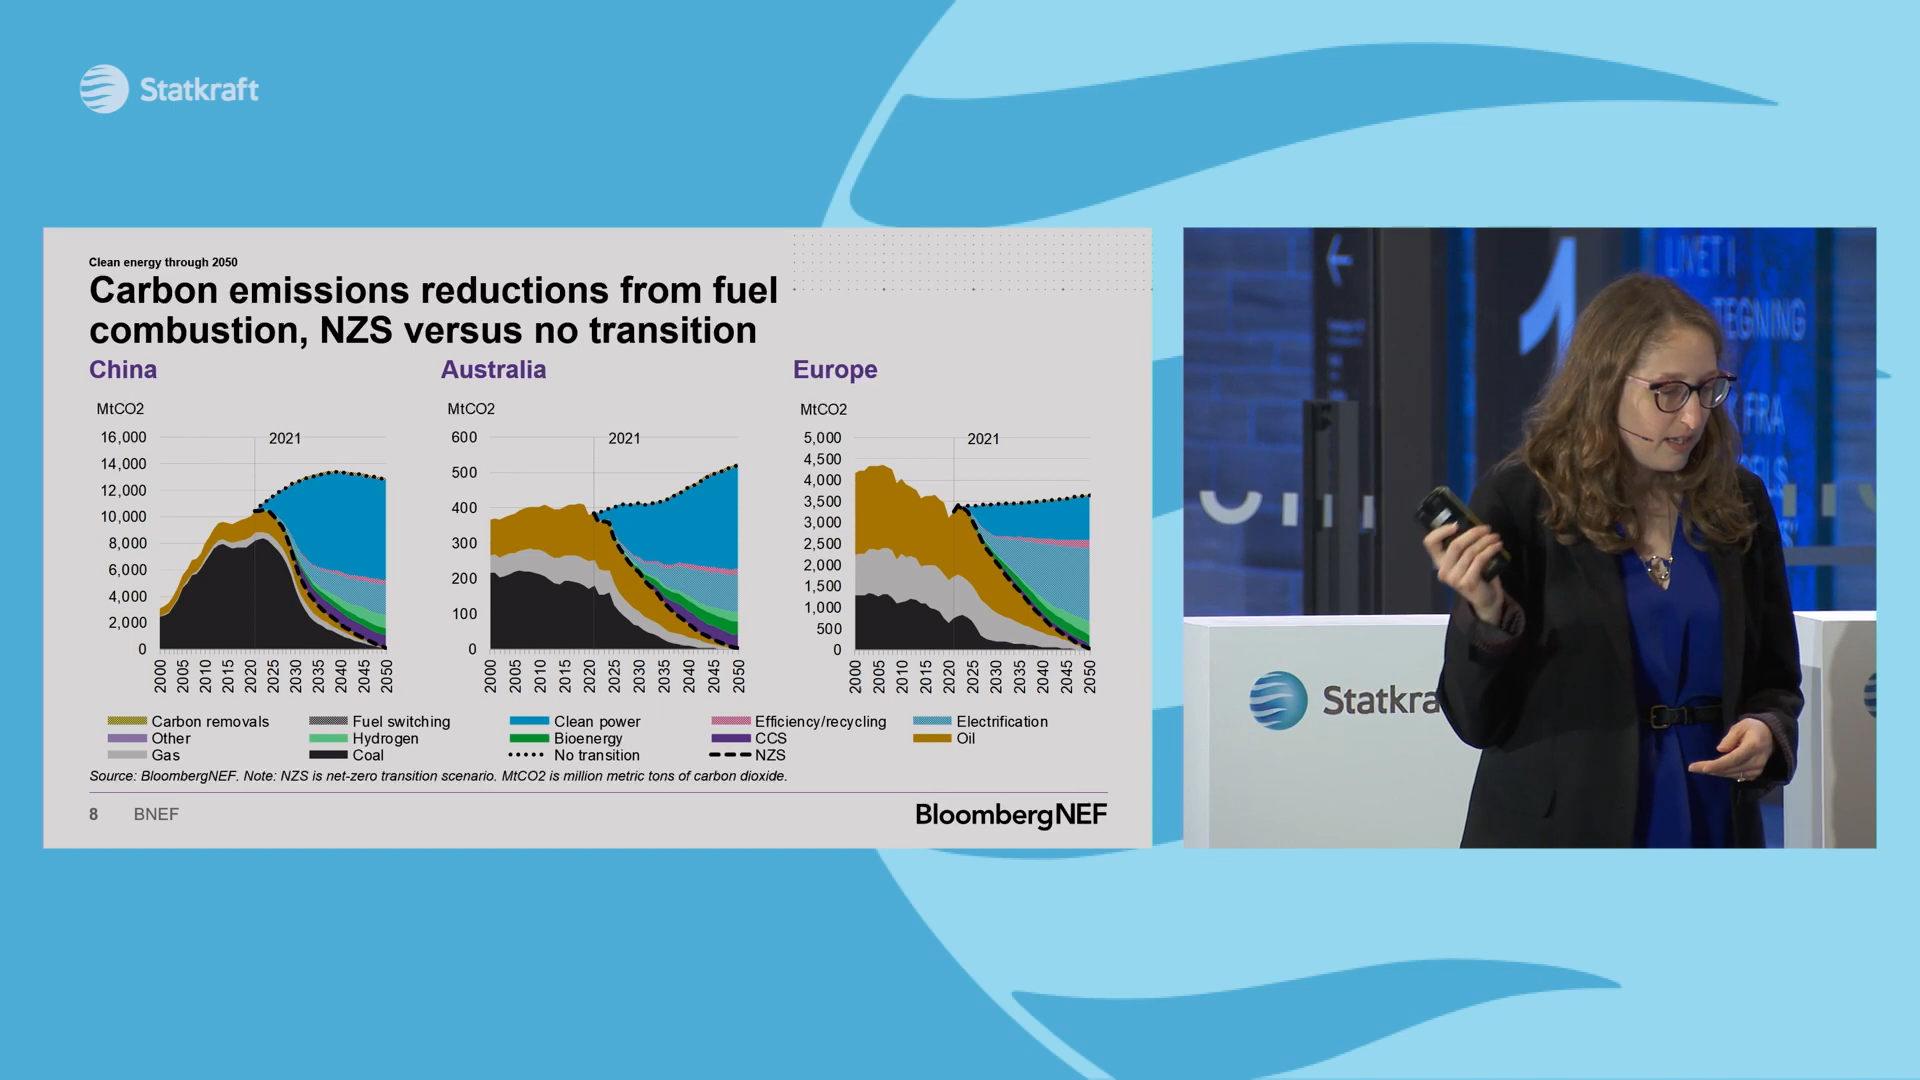 Statkraft
Clean energy through 2050
Carbon emissions reductions from fuel
combustion, NZS versus no transition
China
MtCO2
16,000
14,000
12,000
10,000
8,000
6,000
4,000
2,000
0
2021
2000 2005 2010 2015 2020 2025 2030 2035 2040 2045 2050
Australia
MtCO2
600
500
400
300
200
100
0
2021
2000 2005 2010 2015 2020 2025 2030 2035 2040 2045 2050
Europe
MtCO2
5,000
4,500
4,000
3,500
3,000
2,500
2,000
1,500
1,000
500
0
2021
2000 2005 2010 2015 2020 2025 2030 2035 2040 2045 2050
Carbon removals Fuel switching Clean power Efficiency/recycling Electrification
Other Hydrogen Bioenergy CCS Oil
Gas Coal No transition NZS
Source: BloombergNEF. Note: NZS is net-zero transition scenario. MtCO2 is million metric tons of carbon dioxide.
8 BNEF
BloombergNEF
1
TEGNING
FRA
Statkra